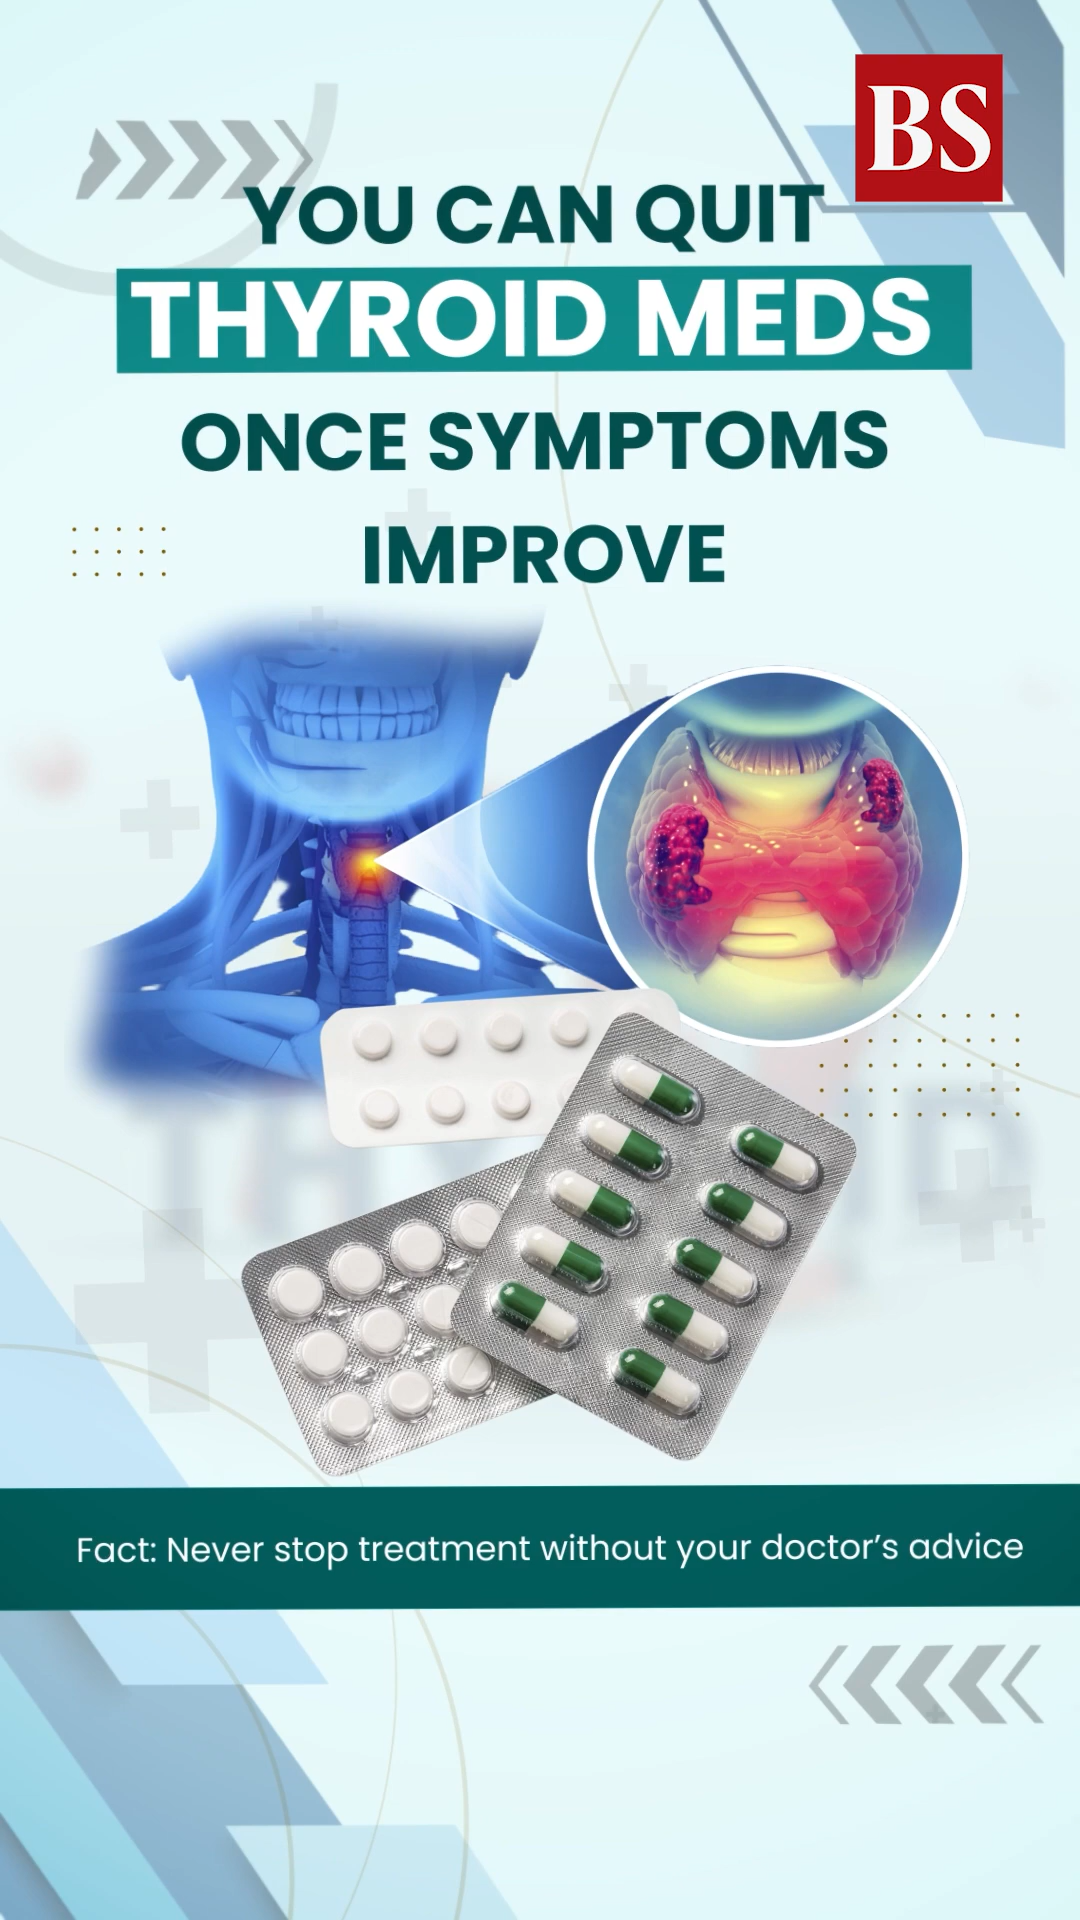 BS
YOU CAN QUIT
THYROID MEDS
ONCE SYMPTOMS
IMPROVE
Fact: Never stop treatment without your doctor’s advice